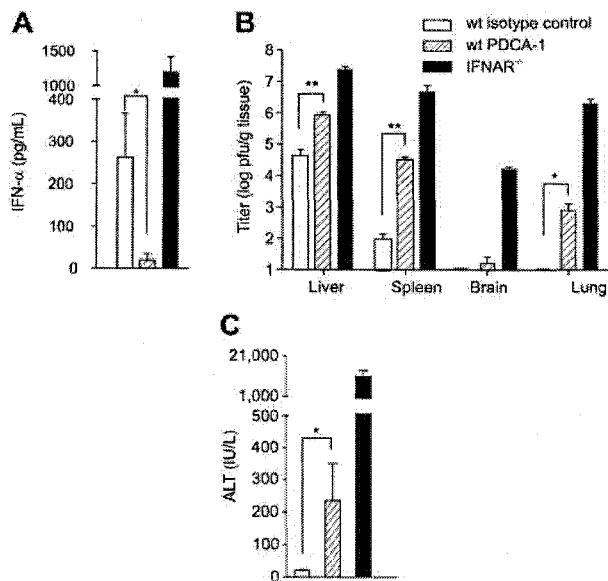 A
B
wt isotype control
wt PDCA-1
IFNAR-/-
IFN-α (pg/mL)
1500
1000
400
300
200
100
0
*
Titer (log pfu/g tissue)
8
7
6
5
4
3
2
1
**
**
*
Liver Spleen Brain Lung
C
ALT (IU/L)
21,000
1,000
500
400
300
200
100
0
*